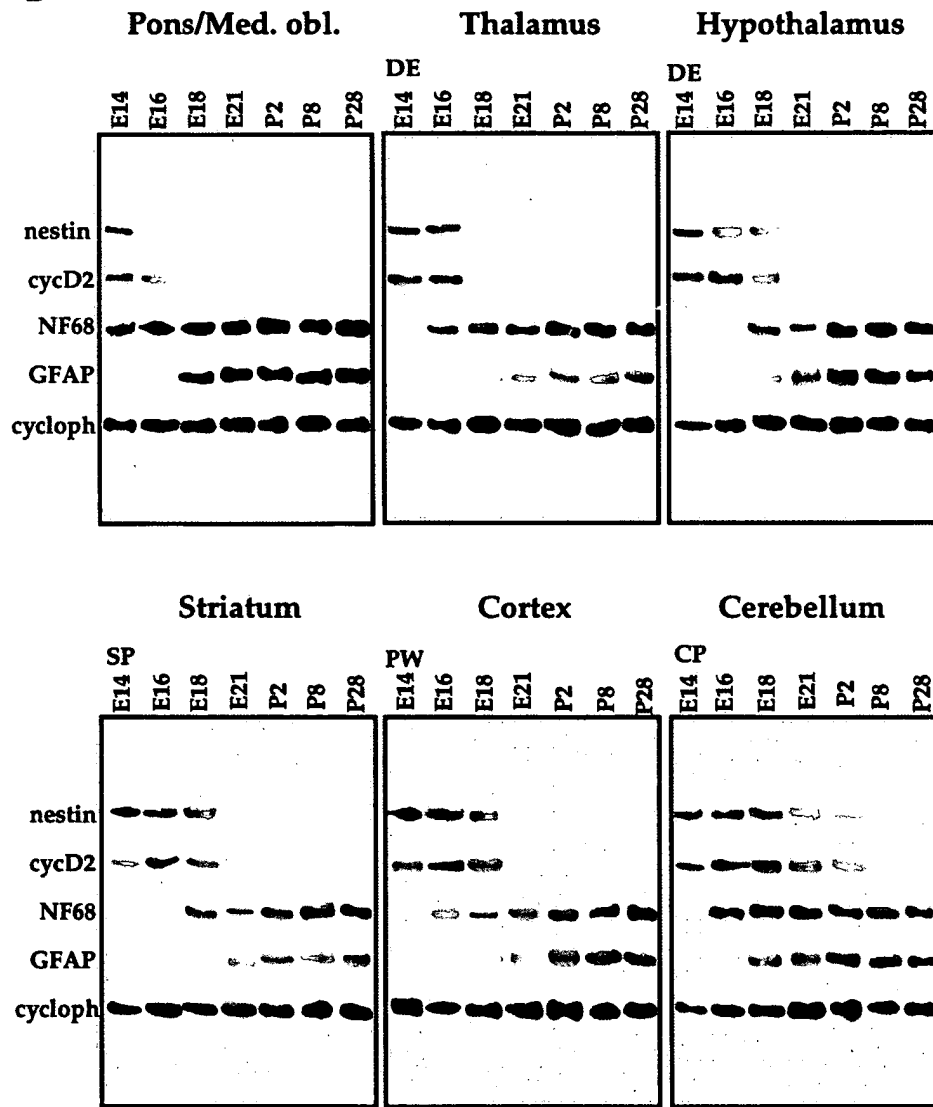 Pons/Med. obl. Thalamus Hypothalamus
DE DE
E14 E16 E18 E21 P2 P8 P28 E14 E16 E18 E21 P2 P8 P28 E14 E16 E18 E21 P2 P8 P28
nestin
cycD2
NF68
GFAP
cycloph
Striatum Cortex Cerebellum
SP PW CP
E14 E16 E18 E21 P2 P8 P28 E14 E16 E18 E21 P2 P8 P28 E14 E16 E18 E21 P2 P8 P28
nestin
cycD2
NF68
GFAP
cycloph